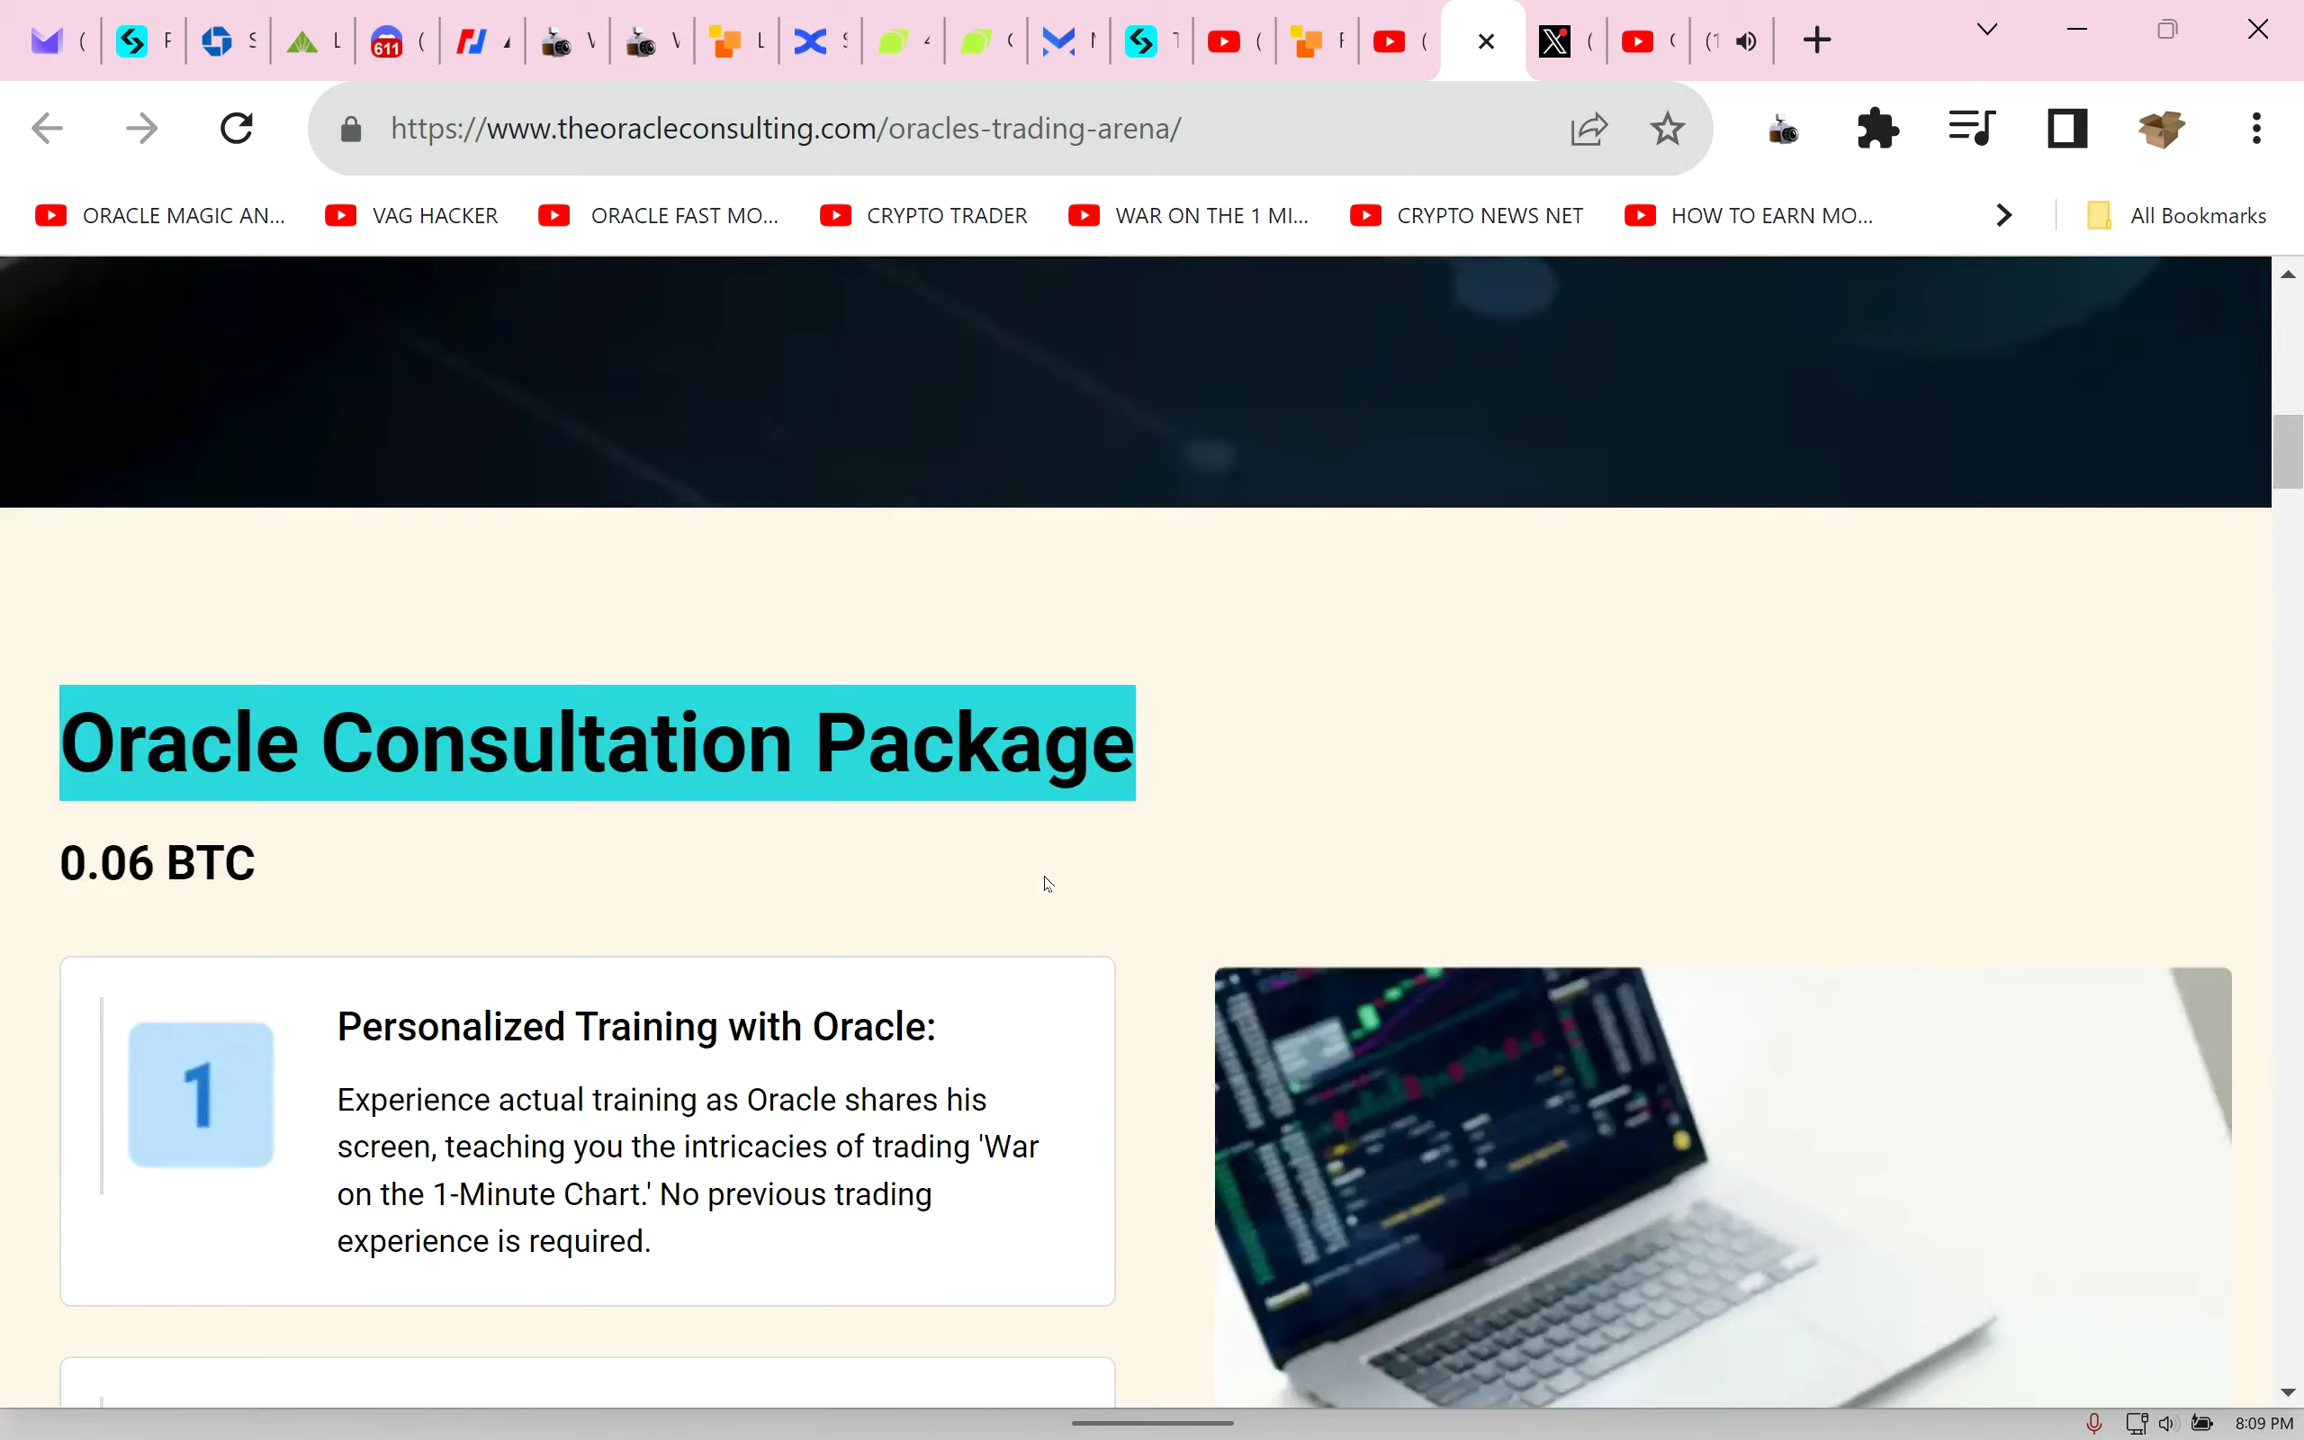 611
https://www.theoracleconsulting.com/oracles-trading-arena/
ORACLE MAGIC AN...
VAG HACKER
ORACLE FAST MO...
CRYPTO TRADER
WAR ON THE 1 MI...
CRYPTO NEWS NET
HOW TO EARN MO...
All Bookmarks
Oracle Consultation Package
0.06 BTC
1
Personalized Training with Oracle:
Experience actual training as Oracle shares his
screen, teaching you the intricacies of trading 'War
on the 1-Minute Chart.' No previous trading
experience is required.
8:09 PM